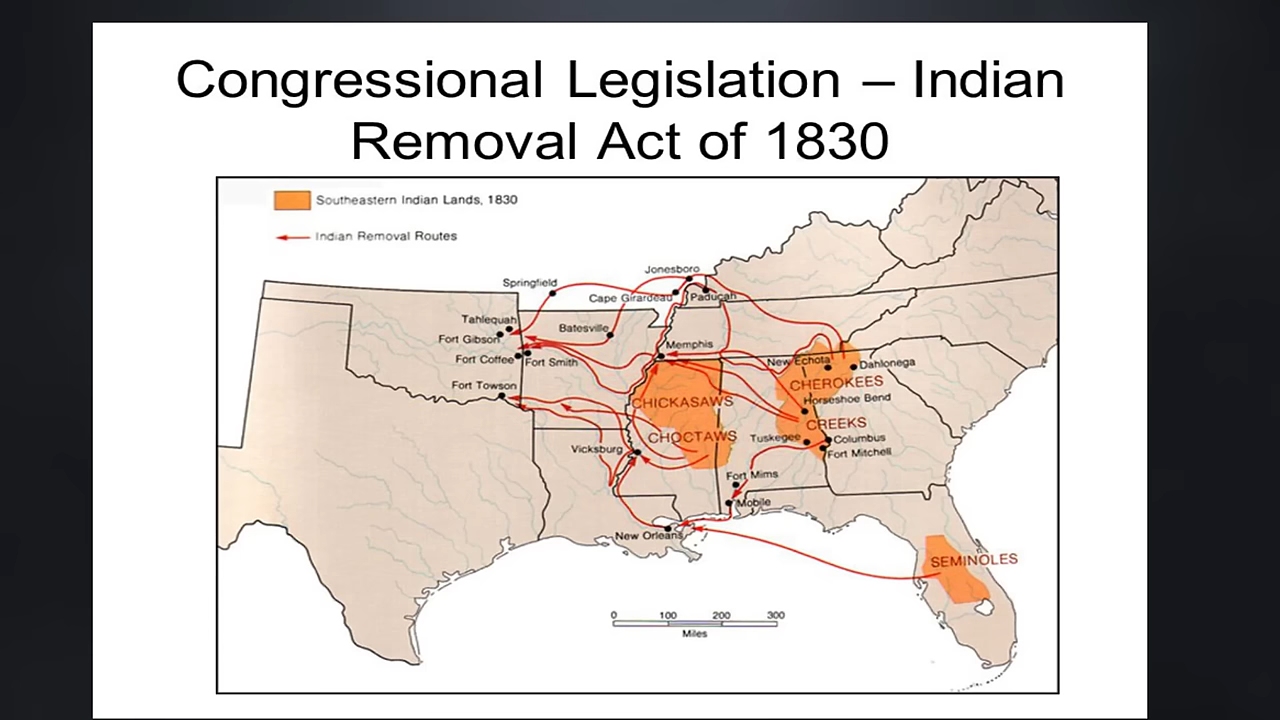 Congressional Legislation – Indian
Removal Act of 1830
Southeastern Indian Lands, 1830
Indian Removal Routes
Jonesboro
Springfield
Cape Girardeau
Paducah
Tahlequah
Batesville
Fort Gibson
Memphis
Fort Coffee
Fort Smith
New Echota
Dahlonega
CHEROKEES
Fort Towson
CHICKASAWS
Horseshoe Bend
CREEKS
CHOCTAWS
Tuskegee
Columbus
Vicksburg
Fort Mitchell
Fort Mims
Mobile
New Orleans
SEMINOLES
0 100 200 300
Miles